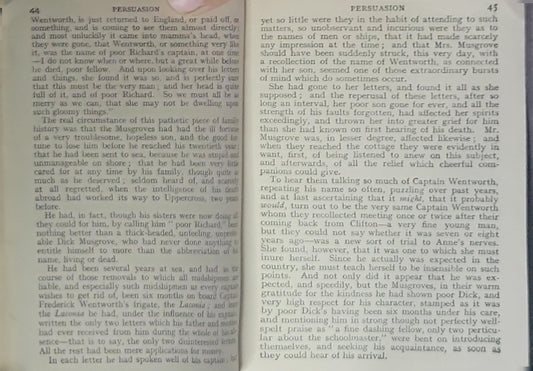 44 PERSUASION
Wentworth, is just returned to England, or paid off, or
something, and is coming to see them almost directly;
and most unluckily it came into mamma's head, when
they were gone, that Wentworth, or something very like
it, was the name of poor Richard's captain, at one time
—I do not know when or where, but a great while before
he died, poor fellow. And upon looking over his letters
and things, she found it was so, and is perfectly sure
that this must be the very man; and her head is quite
full of it, and of poor Richard. So we must all be as
merry as we can, that she may not be dwelling upon
such gloomy things."
The real circumstance of this pathetic piece of family
history was that the Musgroves had had the ill fortune
of a very troublesome, hopeless son, and the good for-
tune to lose him before he reached his twentieth year;
that he had been sent to sea, because he was stupid and
unmanageable on shore; that he had been very little
cared for at any time by his family, though quite as
much as he deserved; seldom heard of, and scarcely
at all regretted, when the intelligence of his death
abroad had worked its way to Uppercross, two years
before.
He had, in fact, though his sisters were now doing all
they could for him, by calling him "poor Richard," been
nothing better than a thick-headed, unfeeling, unprofit-
able Dick Musgrove, who had never done anything to
entitle himself to more than the abbreviation of his
name, living or dead.
He had been several years at sea, and had, in the
course of those removals to which all midshipmen are
liable, and especially such midshipmen as every captain
wishes to get rid of, been six months on board Captain
Frederick Wentworth's frigate, the Laconia; and from
the Laconia he had, under the influence of his captain,
written the only two letters which his father and mother
had ever received from him during the whole of his ab-
sence—that is to say, the only two disinterested letters.
All the rest had been mere applications for money.
In each letter he had spoken well of his captain; but
PERSUASION 45
yet so little were they in the habit of attending to such
matters, so unobservant and incurious were they as to
the names of men or ships, that it had made scarcely
any impression at the time; and that Mrs. Musgrove
should have been suddenly struck, this very day, with
a recollection of the name of Wentworth, as connected
with her son, seemed one of those extraordinary bursts
of mind which do sometimes occur.
She had gone to her letters, and found it all as she
supposed; and the reperusal of these letters, after so
long an interval, her poor son gone for ever, and all the
strength of his faults forgotten, had affected her spirits
exceedingly, and thrown her into greater grief for him
than she had known on first hearing of his death. Mr.
Musgrove was, in lesser degree, affected likewise; and
when they reached the cottage they were evidently in
want, first, of being listened to anew on this subject,
and afterwards, of all the relief which cheerful com-
panions could give.
To hear them talking so much of Captain Wentworth,
repeating his name so often, puzzling over past years,
and at last ascertaining that it might, that it probably
would, turn out to be the very same Captain Wentworth
whom they recollected meeting once or twice after their
coming back from Clifton—a very fine young man,
but they could not say whether it was seven or eight
years ago—was a new sort of trial to Anne's nerves.
She found, however, that it was one to which she must
inure herself. Since he actually was expected in the
country, she must teach herself to be insensible on such
points. And not only did it appear that he was ex-
pected, and speedily, but the Musgroves, in their warm
gratitude for the kindness he had shown poor Dick, and
very high respect for his character, stamped as it was
by poor Dick's having been six months under his care,
and mentioning him in strong though not perfectly well-
spelt praise as "a fine dashing fellow, only two perticu-
lar about the schoolmaster," were bent on introducing
themselves, and seeking his acquaintance, as soon as
they could hear of his arrival.